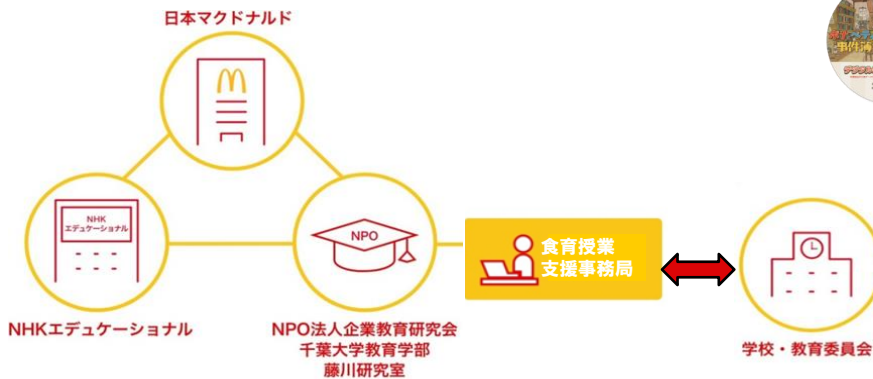 日本マクドナルド
事件簿
NHK
エデュケーショナル
NPO
食育授業
支援事務局
NHKエデュケーショナル
NPO法人企業教育研究会
千葉大学教育学部
藤川研究室
学校・教育委員会